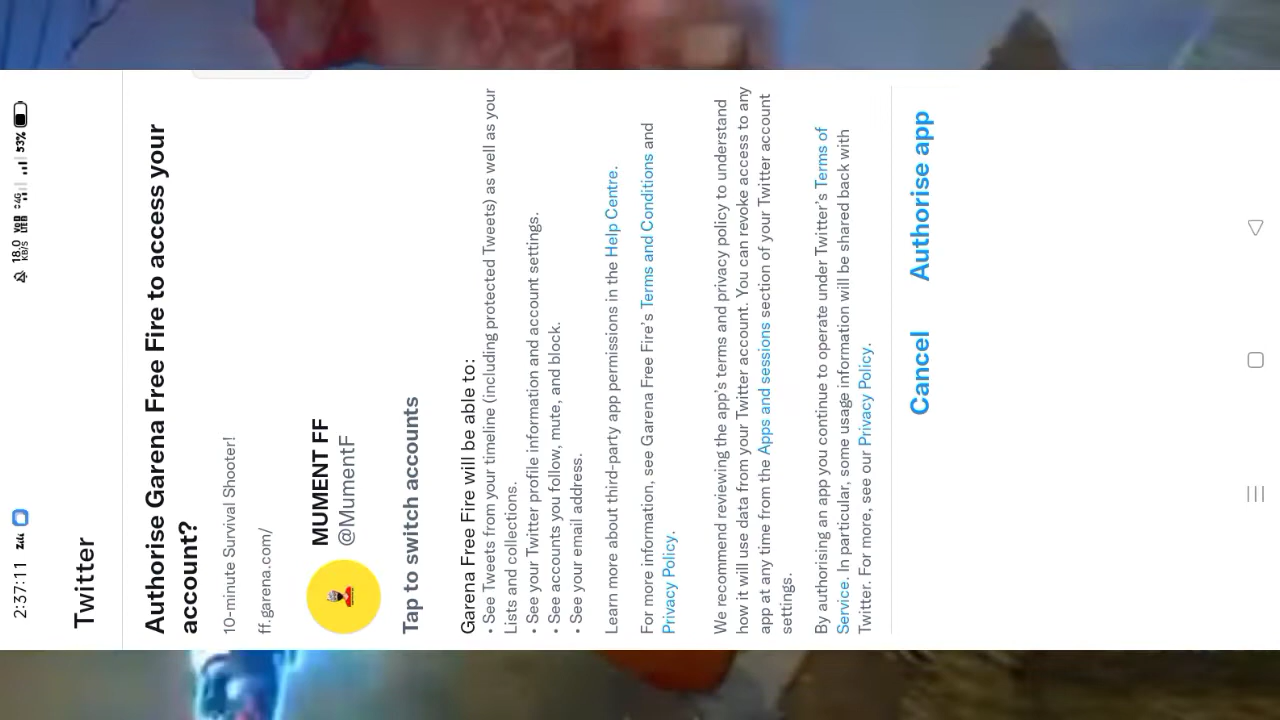 2:37:11
18.0 KB/S
53%
Twitter
Authorise Garena Free Fire to access your
account?
10-minute Survival Shooter!
ff.garena.com/
MUMENT FF
@MumentF
Tap to switch accounts
Garena Free Fire will be able to:
• See Tweets from your timeline (including protected Tweets) as well as your
Lists and collections.
• See your Twitter profile information and account settings.
• See accounts you follow, mute, and block.
• See your email address.
Learn more about third-party app permissions in the Help Centre.
For more information, see Garena Free Fire's Terms and Conditions and
Privacy Policy.
We recommend reviewing the app's terms and privacy policy to understand
how it will use data from your Twitter account. You can revoke access to any
app at any time from the Apps and sessions section of your Twitter account
settings.
By authorising an app you continue to operate under Twitter's Terms of
Service. In particular, some usage information will be shared back with
Twitter. For more, see our Privacy Policy.
Cancel Authorise app